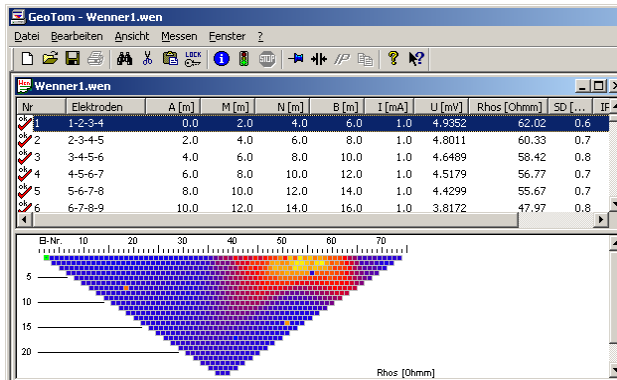 GeoTom - Wenner1.wen
Datei Bearbeiten Ansicht Messen Fenster ?
LOCK STOP IP
Wenner1.wen
Nr Elektroden A [m] M [m] N [m] B [m] I [mA] U [mV] Rhos [Ohmm] SD [... IF
ok 1 1-2-3-4 0.0 2.0 4.0 6.0 1.0 4.9352 62.02 0.6
ok 2 2-3-4-5 2.0 4.0 6.0 8.0 1.0 4.8011 60.33 0.7
ok 3 3-4-5-6 4.0 6.0 8.0 10.0 1.0 4.6489 58.42 0.8
ok 4 4-5-6-7 6.0 8.0 10.0 12.0 1.0 4.5179 56.77 0.7
ok 5 5-6-7-8 8.0 10.0 12.0 14.0 1.0 4.4299 55.67 0.7
ok 6 6-7-8-9 10.0 12.0 14.0 16.0 1.0 3.8172 47.97 0.8
El-Nr. 10 20 30 40 50 60 70
5
10
15
20
Rhos [Ohmm]